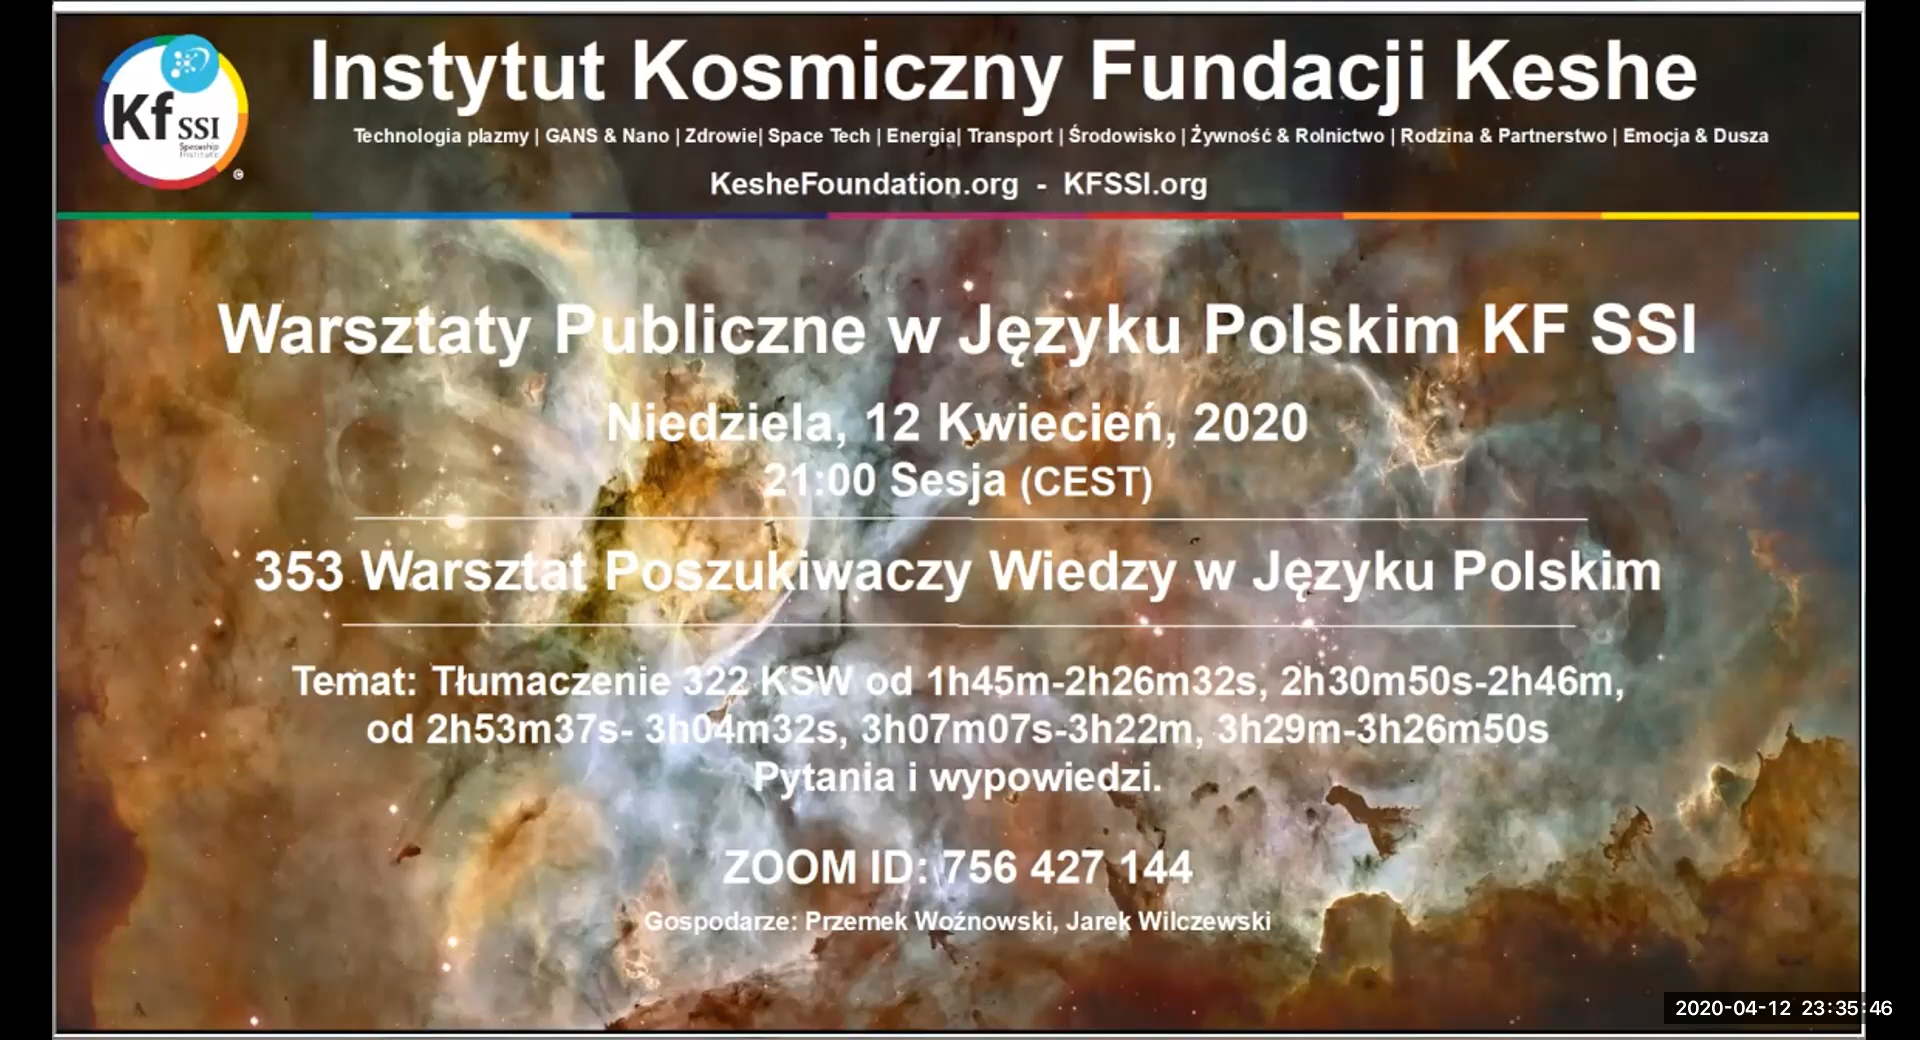 Instytut Kosmiczny Fundacji Keshe
Kf SSI
Spaceship
Institute
©
Technologia plazmy | GANS & Nano | Zdrowie| Space Tech | Energia| Transport | Środowisko | Żywność & Rolnictwo | Rodzina & Partnerstwo | Emocja & Dusza
KesheFoundation.org - KFSSI.org
Warsztaty Publiczne w Języku Polskim KF SSI
Niedziela, 12 Kwiecień, 2020
21:00 Sesja (CEST)
353 Warsztat Poszukiwaczy Wiedzy w Języku Polskim
Temat: Tłumaczenie 322 KSW od 1h45m-2h26m32s, 2h30m50s-2h46m,
od 2h53m37s- 3h04m32s, 3h07m07s-3h22m, 3h29m-3h26m50s
Pytania i wypowiedzi.
ZOOM ID: 756 427 144
Gospodarze: Przemek Woźnowski, Jarek Wilczewski
2020-04-12 23:35:46